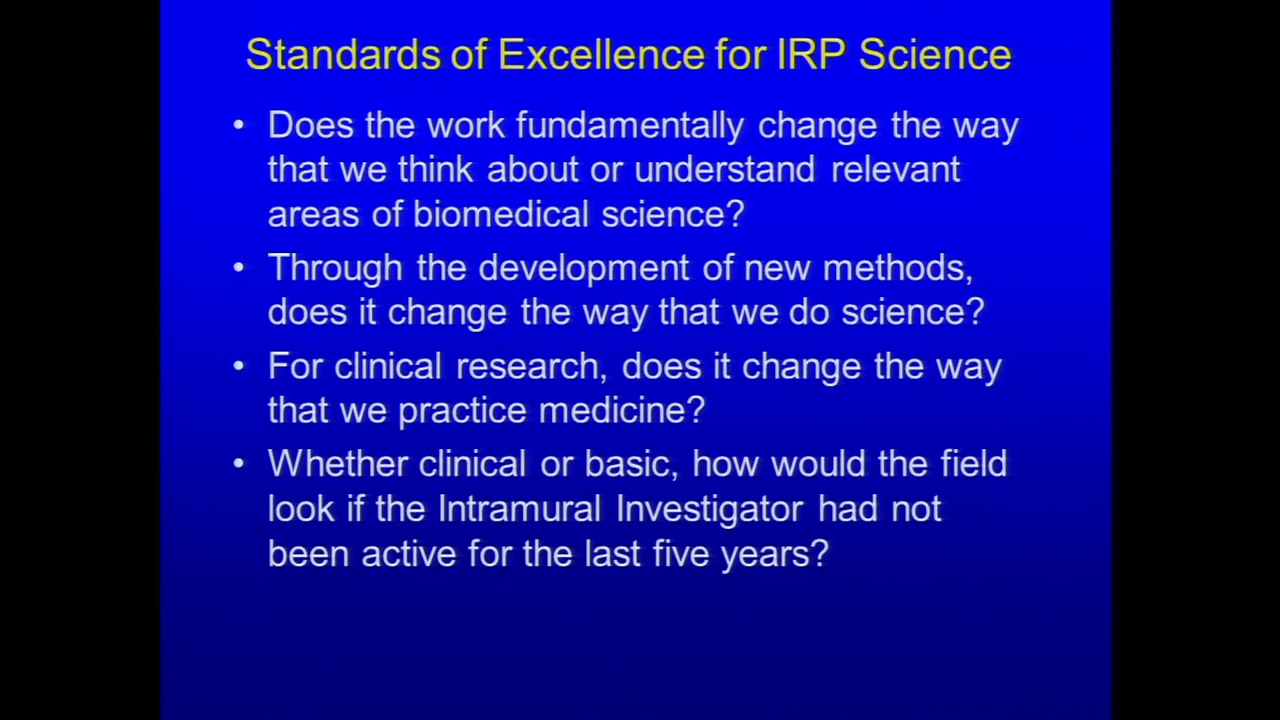 Standards of Excellence for IRP Science
• Does the work fundamentally change the way
that we think about or understand relevant
areas of biomedical science?
• Through the development of new methods,
does it change the way that we do science?
• For clinical research, does it change the way
that we practice medicine?
• Whether clinical or basic, how would the field
look if the Intramural Investigator had not
been active for the last five years?